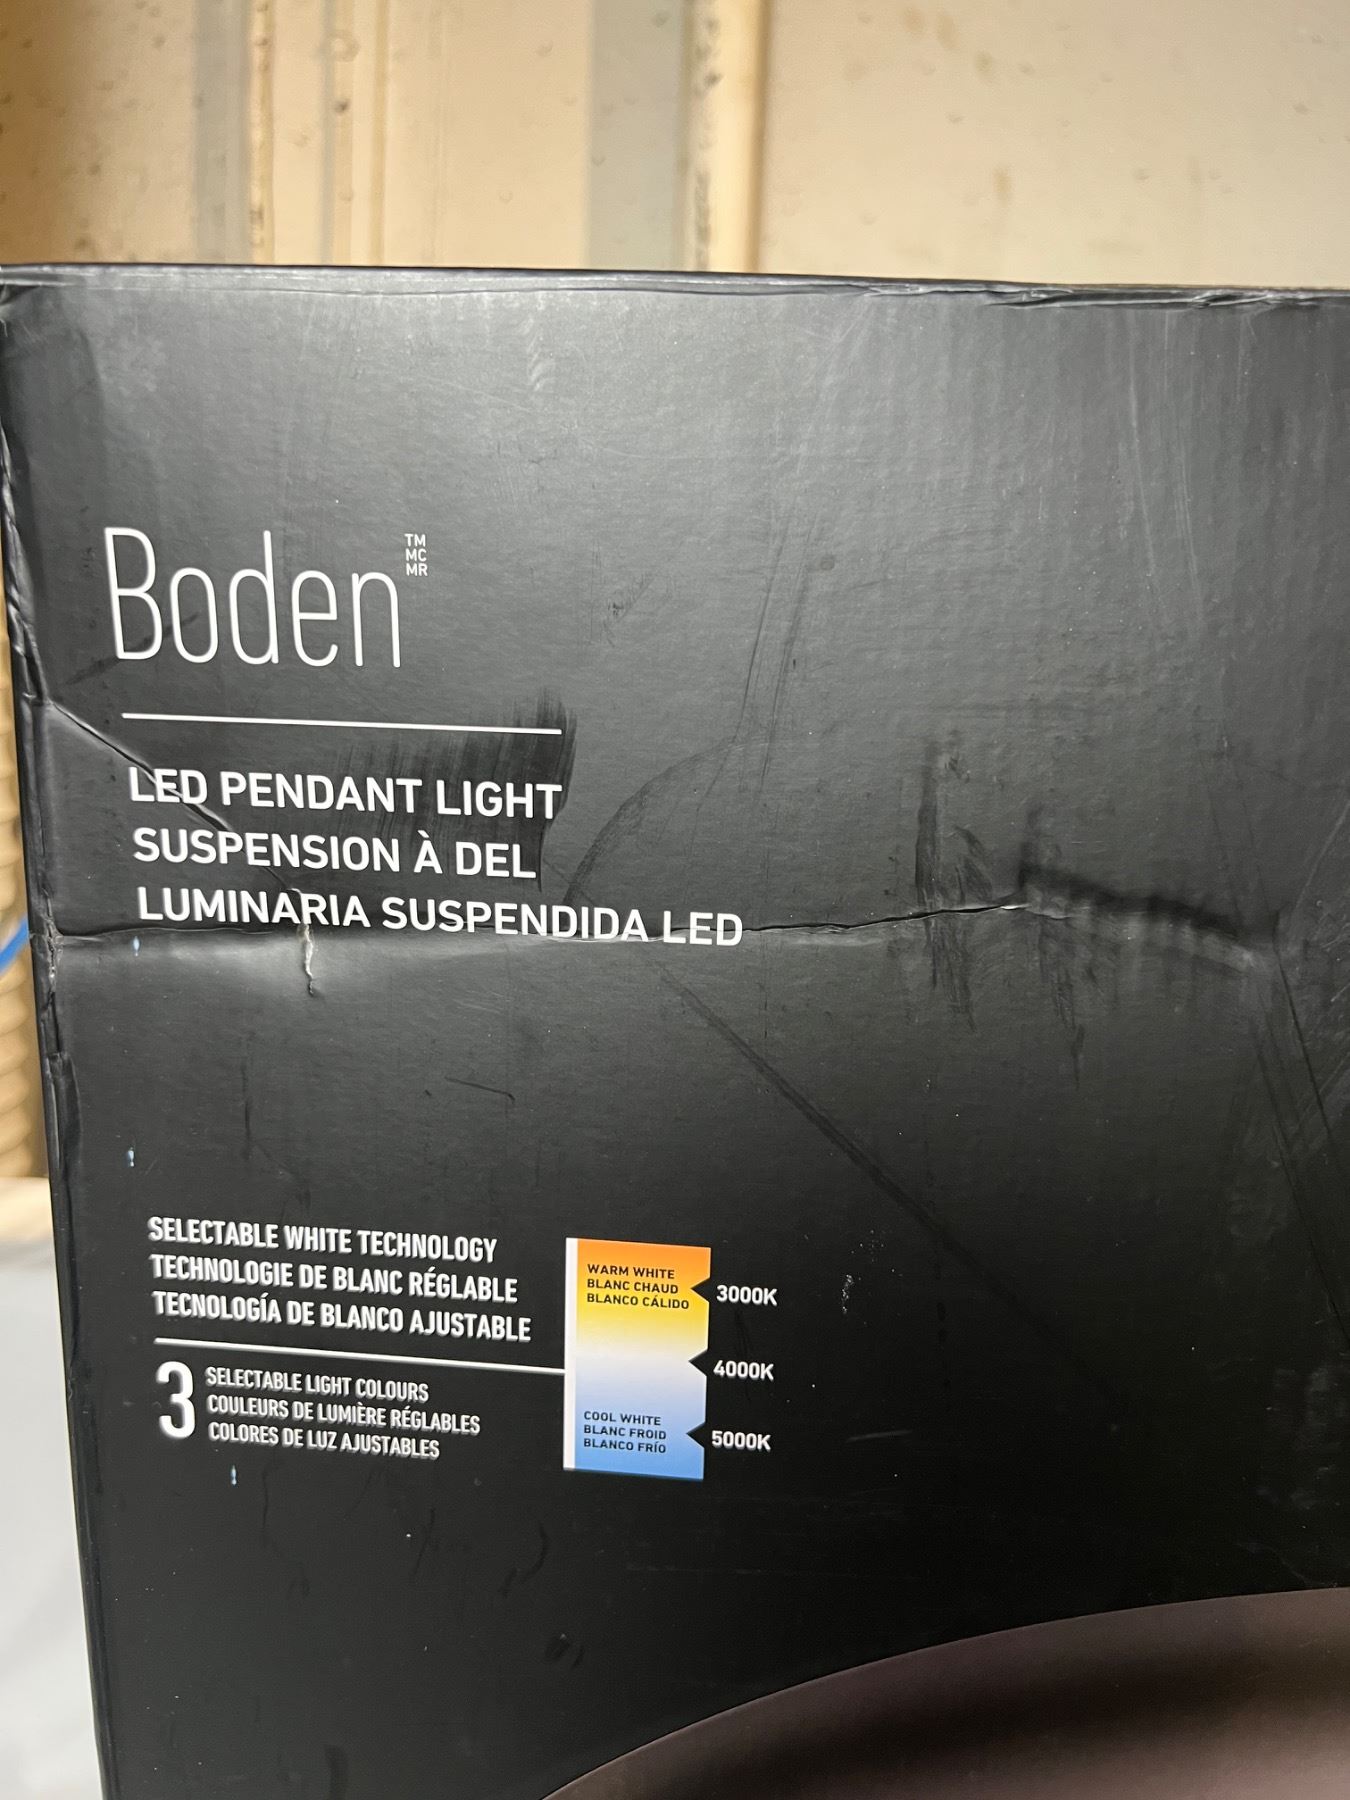 Boden
TM
MC
MR
LED PENDANT LIGHT
SUSPENSION À DEL
LUMINARIA SUSPENDIDA LED
SELECTABLE WHITE TECHNOLOGY
TECHNOLOGIE DE BLANC RÉGLABLE
TECNOLOGÍA DE BLANCO AJUSTABLE
3
SELECTABLE LIGHT COLOURS
COULEURS DE LUMIÈRE RÉGLABLES
COLORES DE LUZ AJUSTABLES
WARM WHITE
BLANC CHAUD
BLANCO CÁLIDO
3000K
4000K
COOL WHITE
BLANC FROID
BLANCO FRÍO
5000K